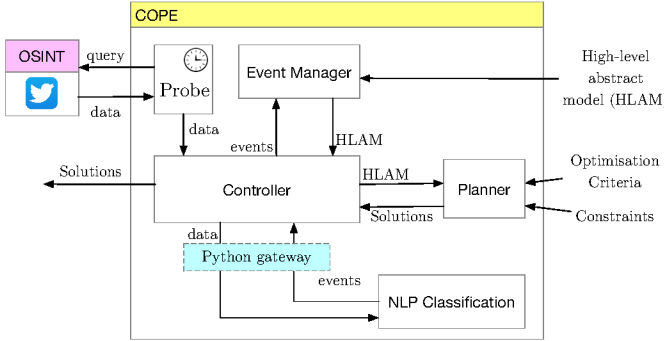 COPE
OSINT
query
data
Probe
data
Event Manager
High-level
abstract
model (HLAM
events
HLAM
Solutions
Controller
HLAM
Solutions
Planner
Optimisation
Criteria
Constraints
data
Python gateway
events
NLP Classification